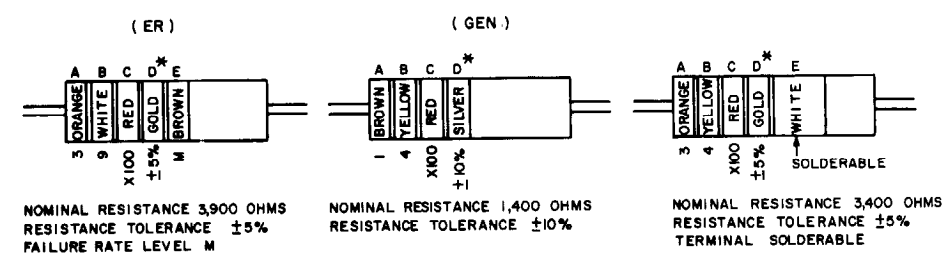 ( ER )
A B C D* E
ORANGE WHITE RED GOLD BROWN
3 9 X100 ±5% M
NOMINAL RESISTANCE 3,900 OHMS
RESISTANCE TOLERANCE ±5%
FAILURE RATE LEVEL M
( GEN.)
A B C D*
BROWN YELLOW RED SILVER
1 4 X100 ±10%
NOMINAL RESISTANCE 1,400 OHMS
RESISTANCE TOLERANCE ±10%
A B C D* E
ORANGE YELLOW RED GOLD WHITE
3 4 X100 ±5%
SOLDERABLE
NOMINAL RESISTANCE 3,400 OHMS
RESISTANCE TOLERANCE ±5%
TERMINAL SOLDERABLE